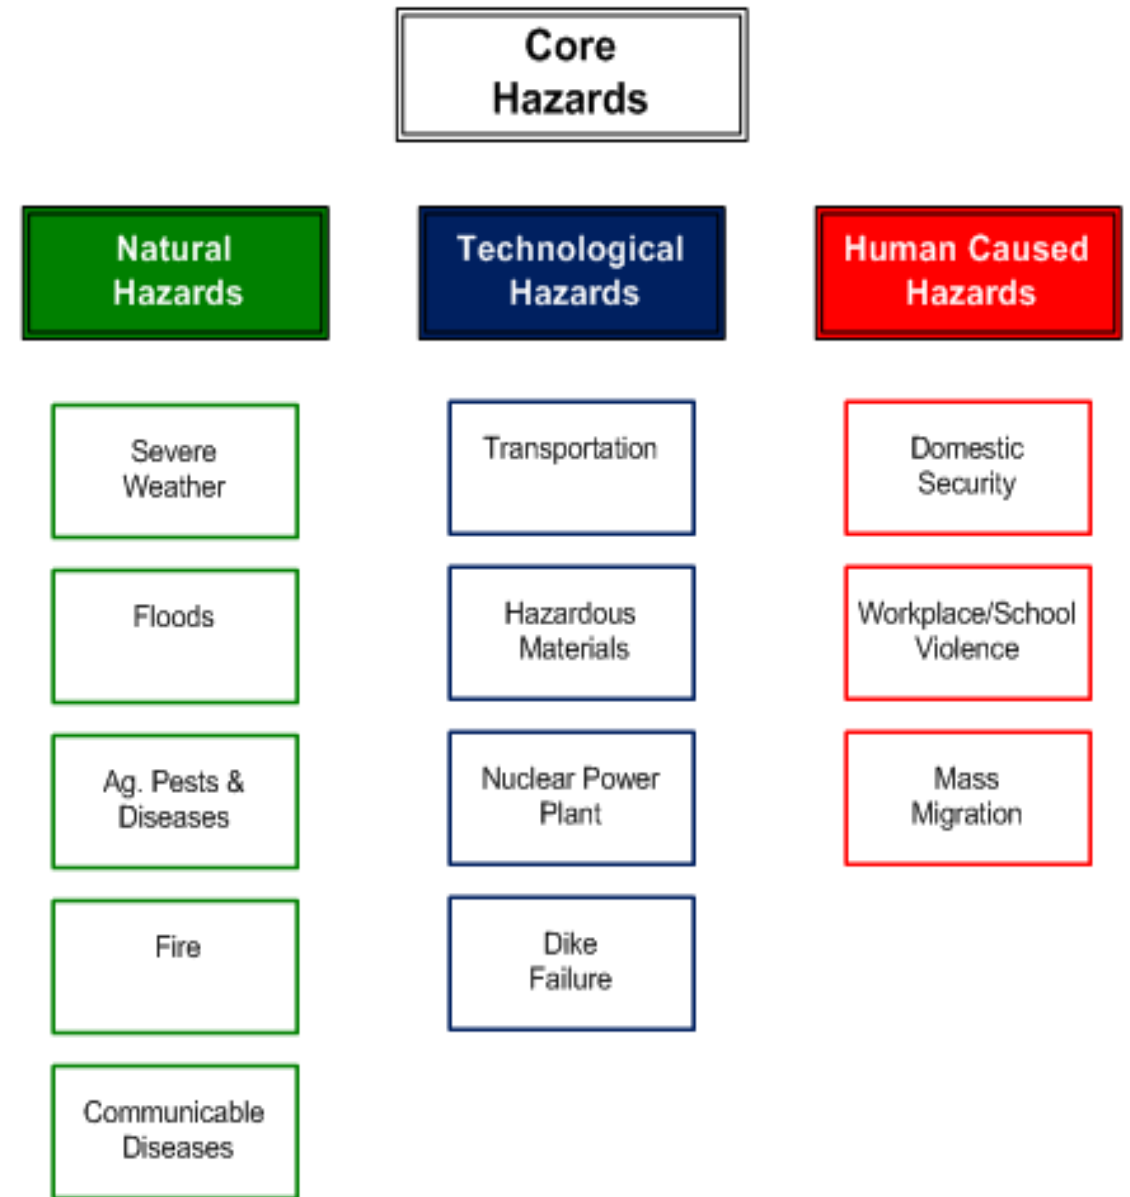 Core
Hazards
Natural
Hazards
Technological
Hazards
Human Caused
Hazards
Severe
Weather
Floods
Ag. Pests &
Diseases
Fire
Communicable
Diseases
Transportation
Hazardous
Materials
Nuclear Power
Plant
Dike
Failure
Domestic
Security
Workplace/School
Violence
Mass
Migration